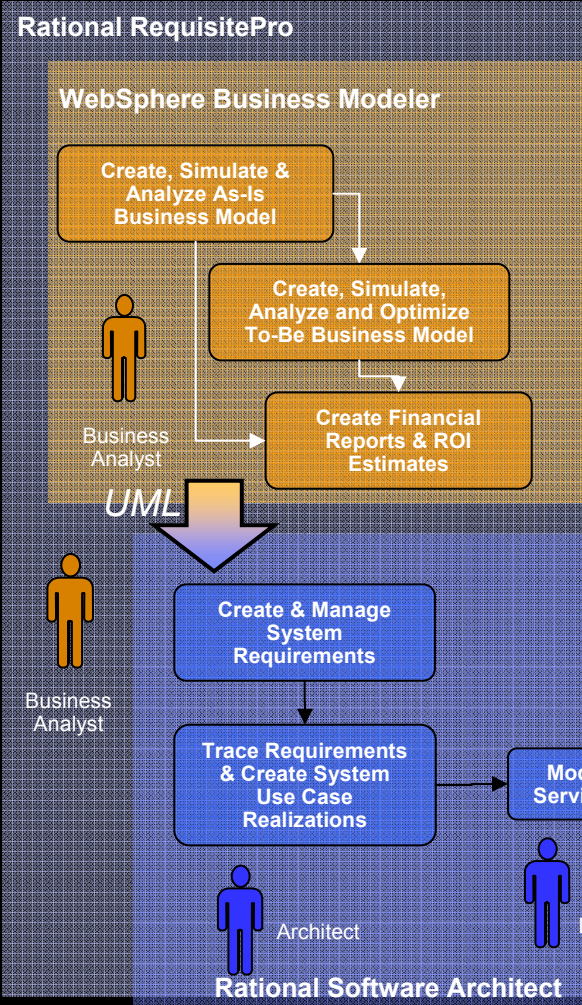 Rational RequisitePro
WebSphere Business Modeler
Create, Simulate &
Analyze As-Is
Business Model
Create, Simulate,
Analyze and Optimize
To-Be Business Model
Create Financial
Reports & ROI
Estimates
Business
Analyst
UML
Business
Analyst
Create & Manage
System
Requirements
Trace Requirements
& Create System
Use Case
Realizations
Architect
Rational Software Architect